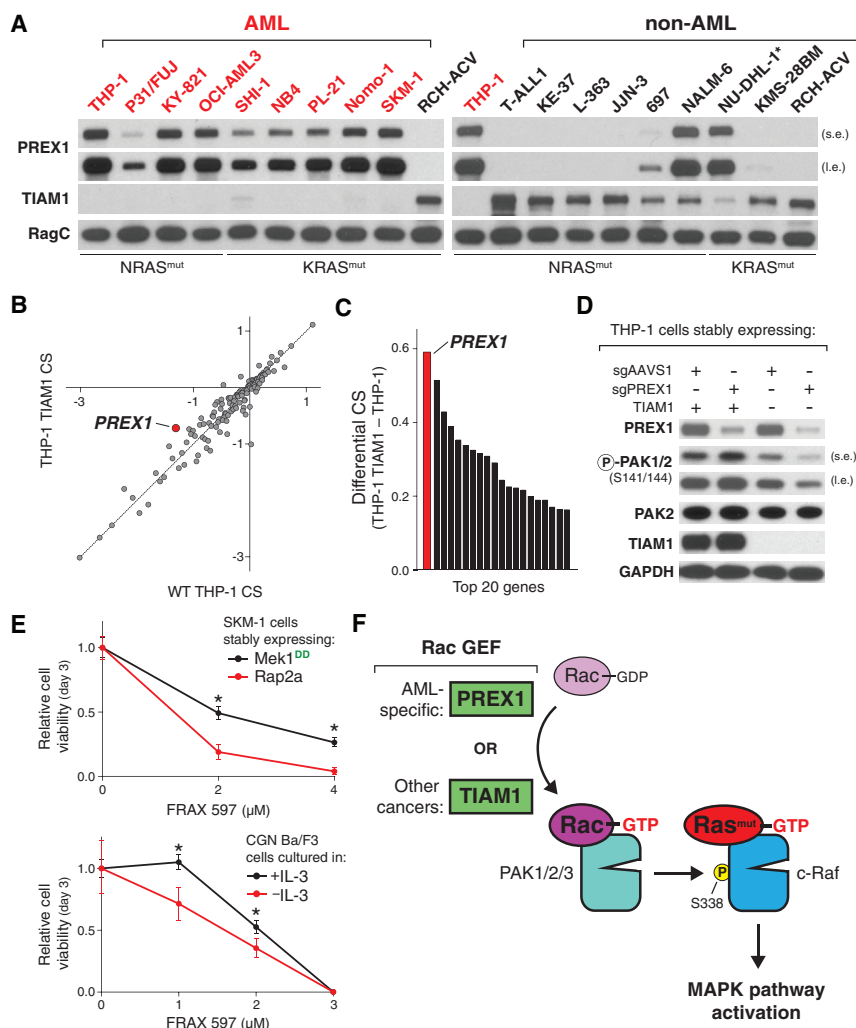 A
AML
non-AML
THP-1
P31/FUJ
KY-821
OCI-AML3
SHI-1
NB4
PL-21
Nomo-1
SKM-1
RCH-ACV
THP-1
T-ALL1
KE-37
L-363
JJN-3
697
NALM-6
NU-DHL-1*
KMS-28BM
RCH-ACV
PREX1
(s.e.)
(l.e.)
TIAM1
RagC
NRASmut
KRASmut
NRASmut
KRASmut
B
1
-3
1
-1
-3
PREX1
THP-1 TIAM1 CS
WT THP-1 CS
C
PREX1
0.6
0.4
0.2
0.0
Differential CS
(THP-1 TIAM1 – THP-1)
Top 20 genes
D
THP-1 cells stably expressing:
sgAAVS1 + – + –
sgPREX1 – + – +
TIAM1 + + – –
PREX1
P-PAK1/2 (s.e.)
(S141/144) (l.e.)
PAK2
TIAM1
GAPDH
E
SKM-1 cells
stably expressing:
Mek1DD
Rap2a
1.0
0.5
0.0
*
*
0 2 4
Relative cell
viability (day 3)
FRAX 597 (µM)
CGN Ba/F3
cells cultured in:
+IL-3
–IL-3
1.0
0.5
0.0
*
*
0 1 2 3
Relative cell
viability (day 3)
FRAX 597 (µM)
F
Rac GEF
AML-
specific:
PREX1
OR
Other
cancers:
TIAM1
Rac
GDP
Rac
GTP
PAK1/2/3
Rasmut
GTP
P
S338
c-Raf
MAPK pathway
activation